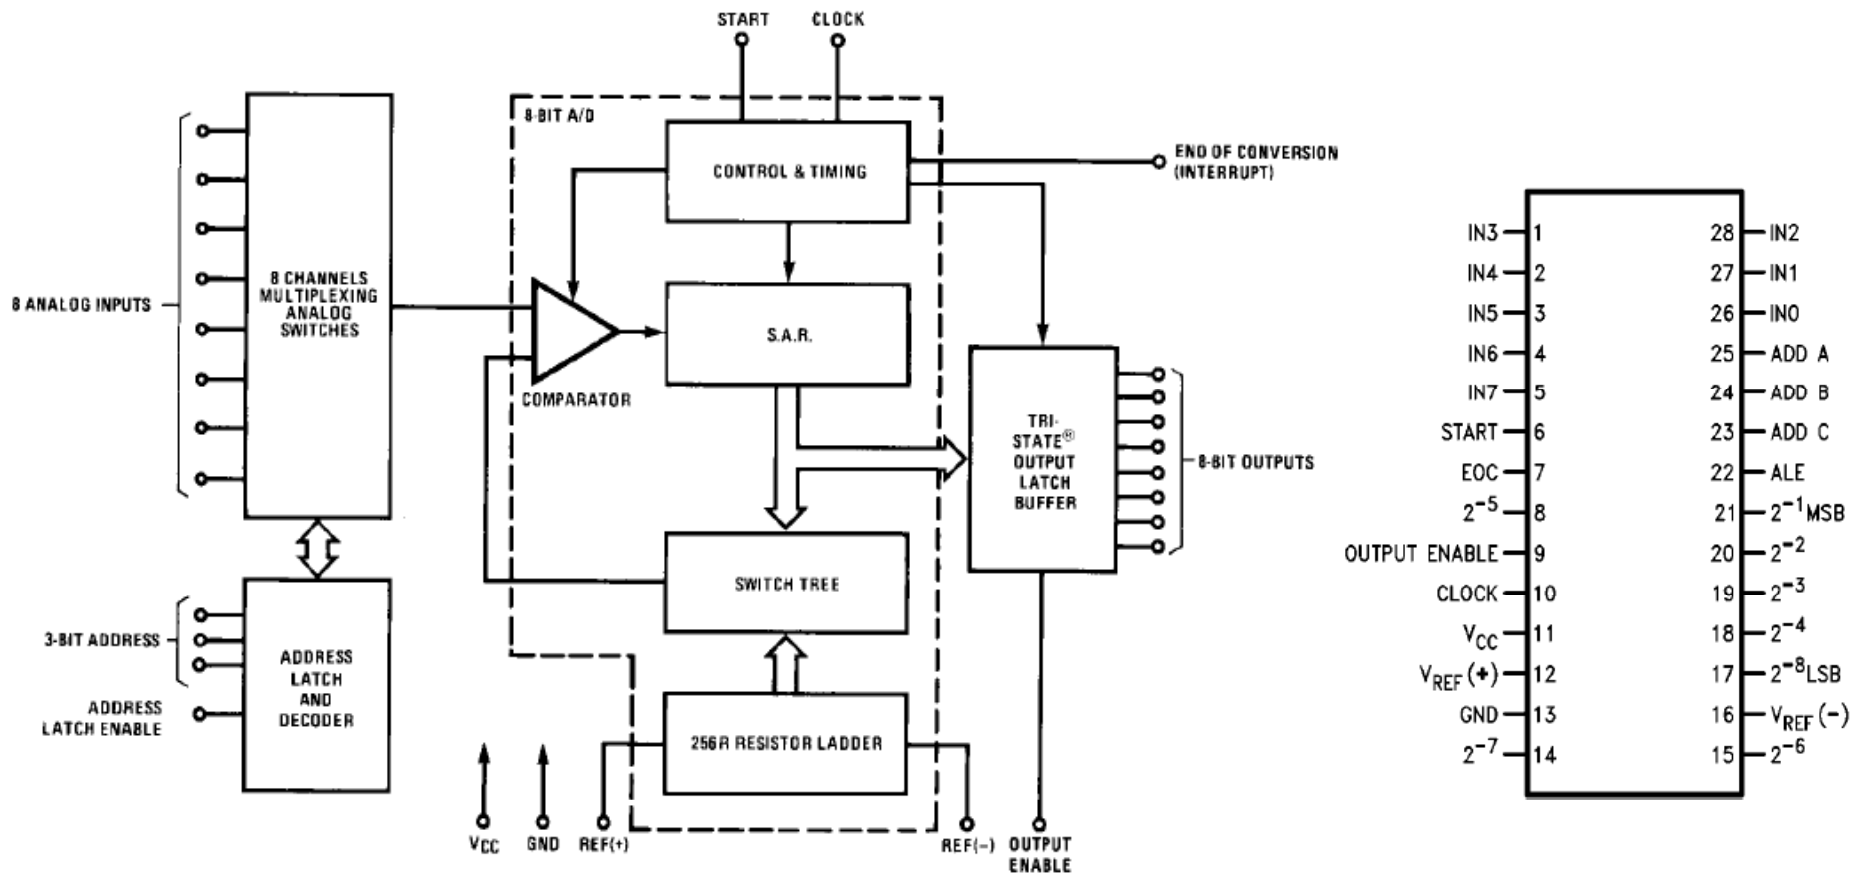 START
CLOCK
8-BIT A/D
CONTROL & TIMING
END OF CONVERSION
(INTERRUPT)
8 ANALOG INPUTS
8 CHANNELS
MULTIPLEXING
ANALOG
SWITCHES
S.A.R.
COMPARATOR
TRI-
STATE®
OUTPUT
LATCH
BUFFER
8-BIT OUTPUTS
SWITCH TREE
3-BIT ADDRESS
ADDRESS
LATCH ENABLE
ADDRESS
LATCH
AND
DECODER
256R RESISTOR LADDER
VCC
GND
REF(+)
REF(−)
OUTPUT
ENABLE
IN3 1 28 IN2
IN4 2 27 IN1
IN5 3 26 IN0
IN6 4 25 ADD A
IN7 5 24 ADD B
START 6 23 ADD C
EOC 7 22 ALE
2⁻⁵ 8 21 2⁻¹MSB
OUTPUT ENABLE 9 20 2⁻²
CLOCK 10 19 2⁻³
VCC 11 18 2⁻⁴
VREF(+) 12 17 2⁻⁸LSB
GND 13 16 VREF(−)
2⁻⁷ 14 15 2⁻⁶